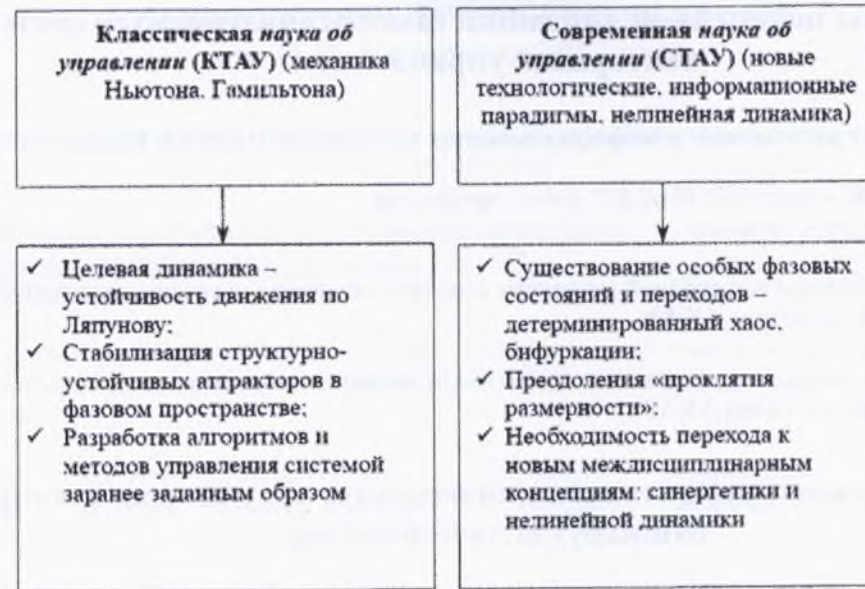 Классическая наука об
управлении (КТАУ) (механика
Ньютона. Гамильтона)
Современная наука об
управлении (СТАУ) (новые
технологические, информационные
парадигмы, нелинейная динамика)
✓ Целевая динамика –
устойчивость движения по
Ляпунову;
✓ Стабилизация структурно-
устойчивых аттракторов в
фазовом пространстве;
✓ Разработка алгоритмов и
методов управления системой
заранее заданным образом
✓ Существование особых фазовых
состояний и переходов –
детерминированный хаос,
бифуркации;
✓ Преодоления «проклятия
размерности»;
✓ Необходимость перехода к
новым междисциплинарным
концепциям: синергетики и
нелинейной динамики